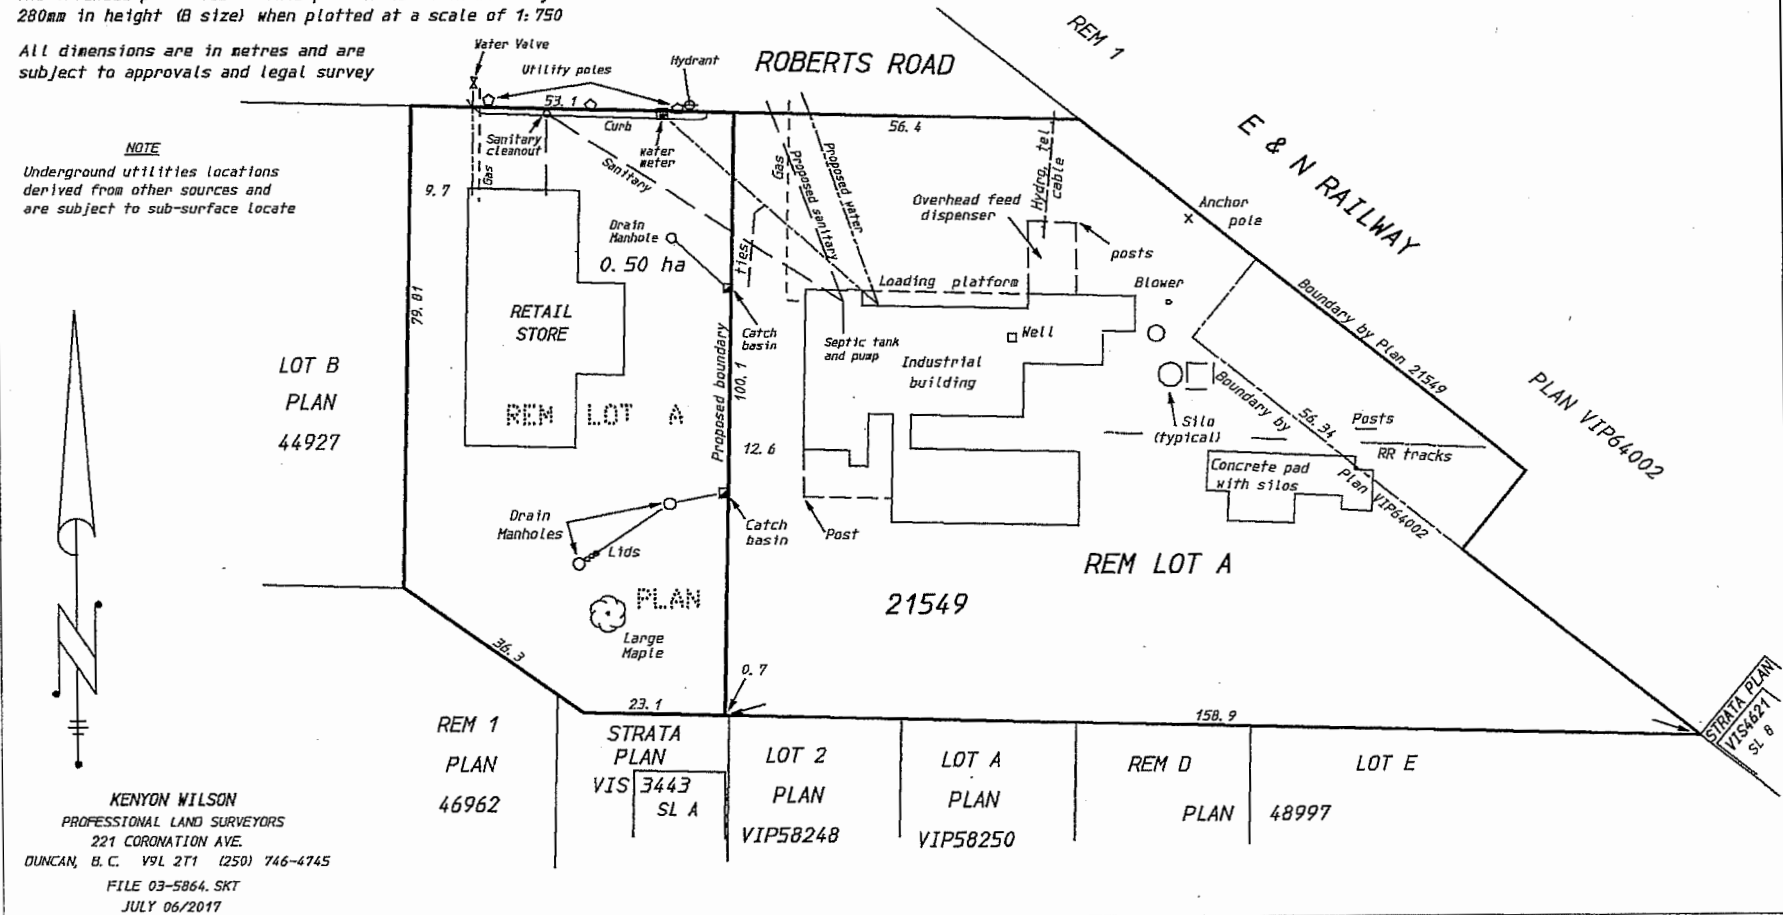 280mm in height (B size) when plotted at a scale of 1:750
All dimensions are in metres and are
subject to approvals and legal survey
NOTE
Underground utilities locations
derived from other sources and
are subject to sub-surface locate
Water Valve
Utility poles
Hydrant
ROBERTS ROAD
REM 1
E & N RAILWAY
53.1
Curb
56.4
Sanitary
cleanout
Water
meter
Gas
Sanitary
9.7
79.81
Drain
Manhole
0.50 ha
ties
Gas
Proposed sanitary
Proposed water
Hydro, tel.
cable
Overhead feed
dispenser
Anchor
pole
posts
Loading platform
Blower
Boundary by Plan 21549
RETAIL
STORE
Catch
basin
Septic tank
and pump
Well
Industrial
building
Proposed boundary
100.1
LOT B
PLAN
44927
REM LOT A
12.6
Silo
(typical)
Boundary by
56.34
Plan VIP64002
Posts
RR tracks
Concrete pad
with silos
PLAN VIP64002
Drain
Manholes
Lids
Catch
basin
Post
REM LOT A
21549
PLAN
Large
Maple
36.3
0.7
23.1
158.9
REM 1
PLAN
46962
STRATA
PLAN
VIS 3443
SL A
LOT 2
PLAN
VIP58248
LOT A
PLAN
VIP58250
REM D
LOT E
PLAN 48997
STRATA PLAN
VIS4621
SL B
KENYON WILSON
PROFESSIONAL LAND SURVEYORS
221 CORONATION AVE.
DUNCAN, B.C. V9L 2T1 (250) 746-4745
FILE 03-5864.SKT
JULY 06/2017